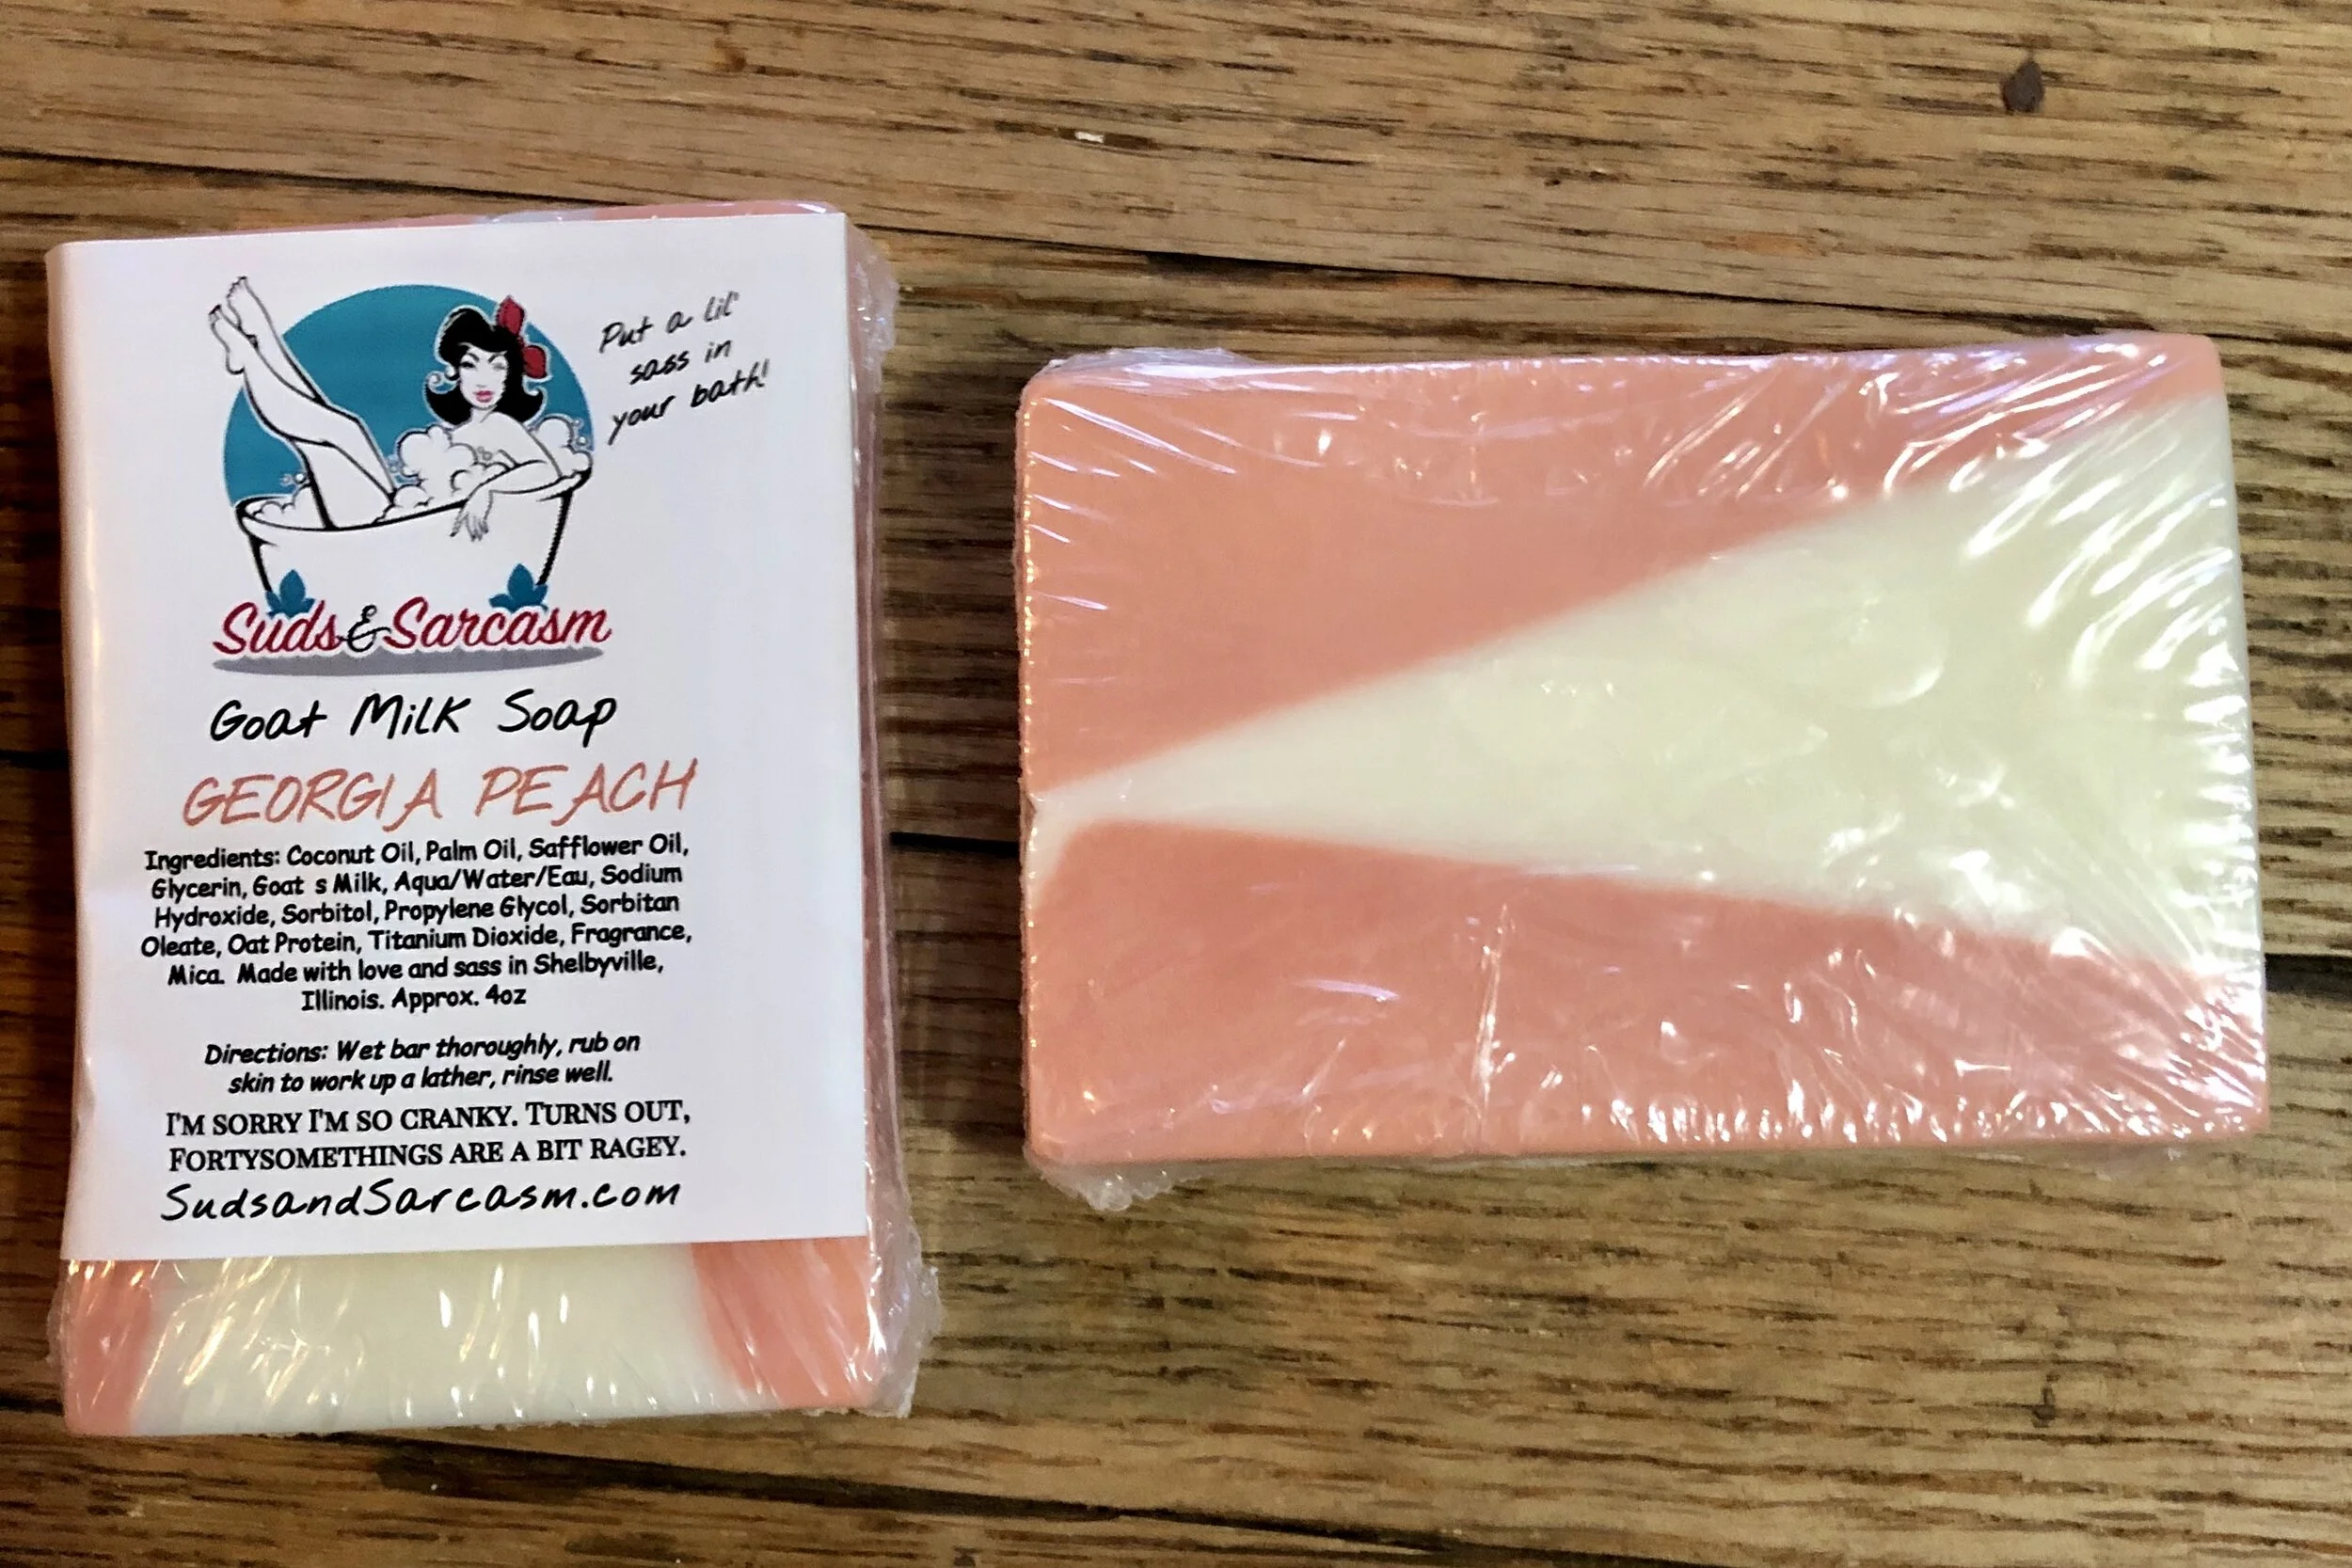 Put a lil'
sass in
your bath!
Suds & Sarcasm
Goat Milk Soap
GEORGIA PEACH
Ingredients: Coconut Oil, Palm Oil, Safflower Oil,
Glycerin, Goat s Milk, Aqua/Water/Eau, Sodium
Hydroxide, Sorbitol, Propylene Glycol, Sorbitan
Oleate, Oat Protein, Titanium Dioxide, Fragrance,
Mica. Made with love and sass in Shelbyville,
Illinois. Approx. 4oz
Directions: Wet bar thoroughly, rub on
skin to work up a lather, rinse well.
I'M SORRY I'M SO CRANKY. TURNS OUT,
FORTYSOMETHINGS ARE A BIT RAGEY.
SudsandSarcasm.com